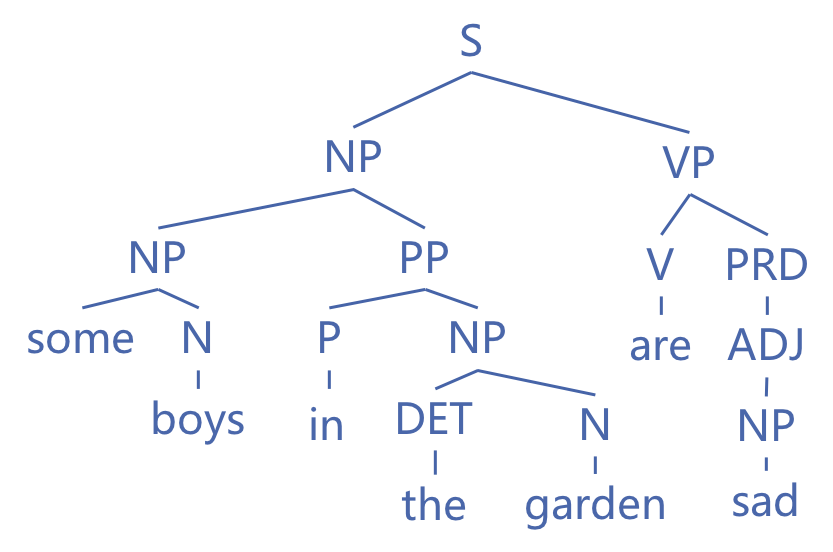 S
NP VP
NP PP V PRD
some N P NP are ADJ
boys in DET N NP
the garden sad